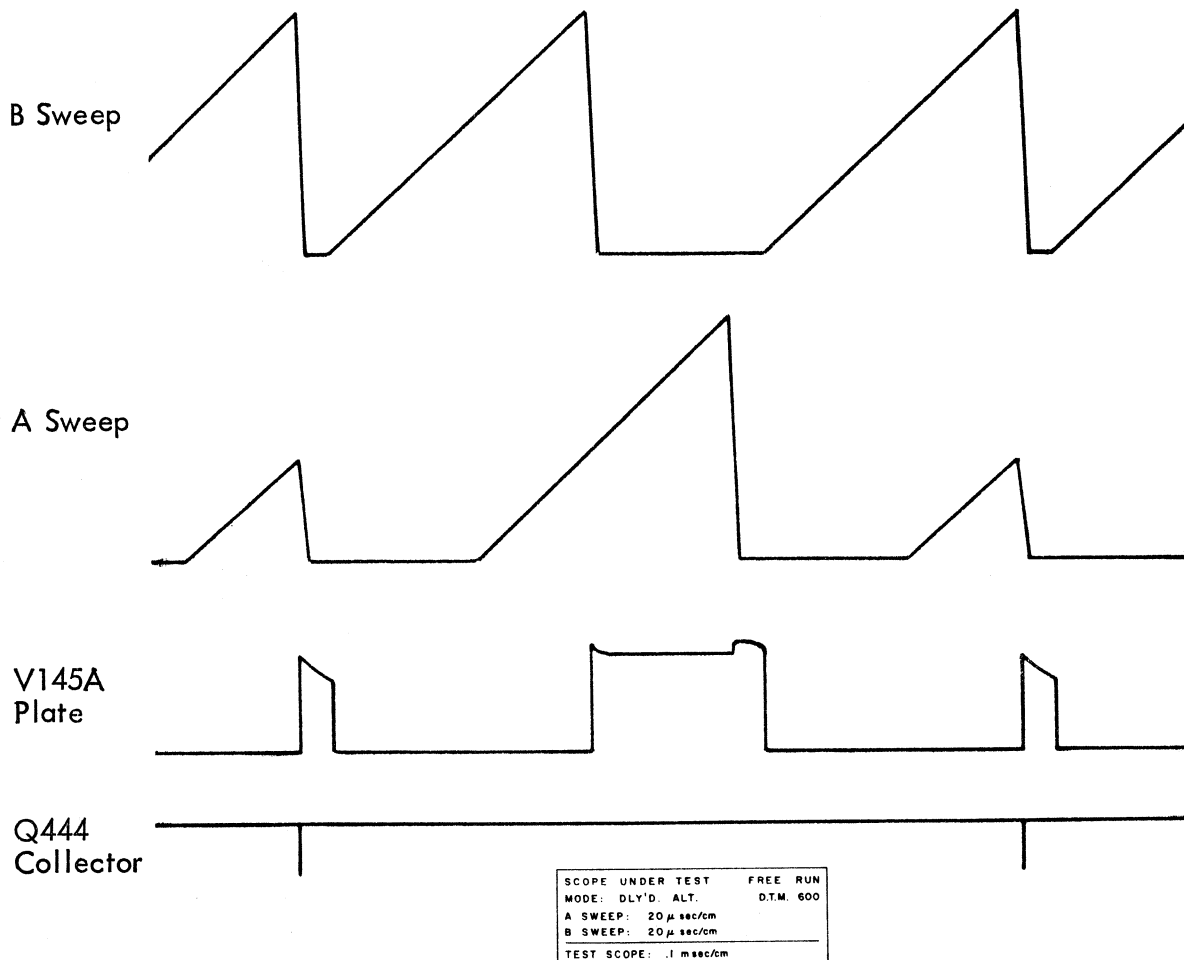 B Sweep
A Sweep
V145A
Plate
Q444
Collector
SCOPE UNDER TEST FREE RUN
MODE: DLY'D. ALT. D.T.M. 600
A SWEEP: 20 μ sec/cm
B SWEEP: 20 μ sec/cm
TEST SCOPE: .1 msec/cm